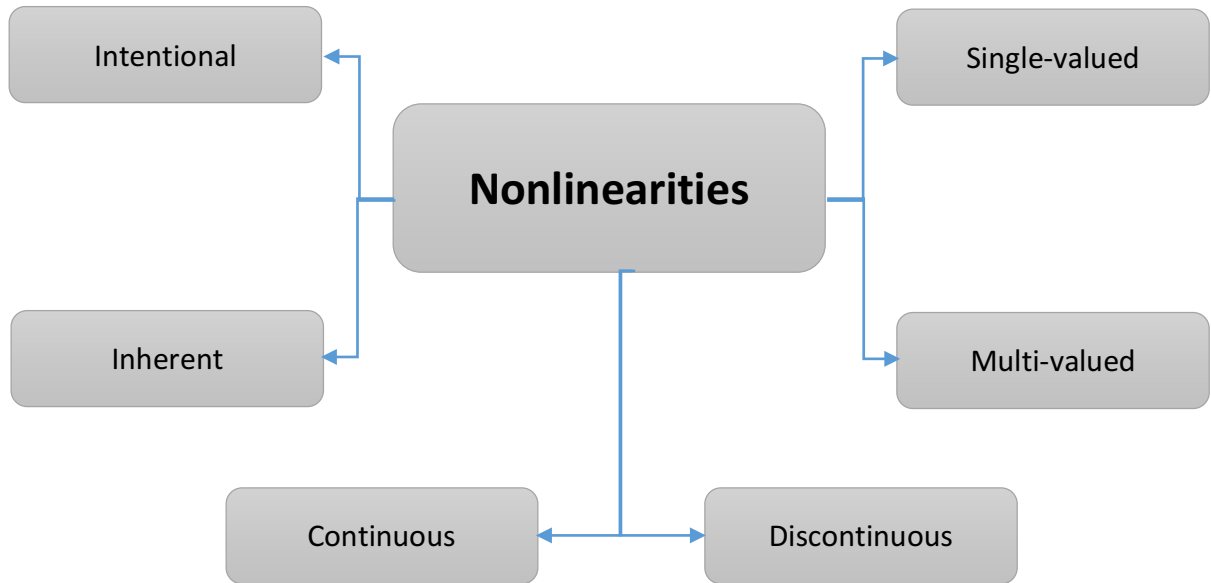 Intentional
Single-valued
Nonlinearities
Inherent
Multi-valued
Continuous
Discontinuous